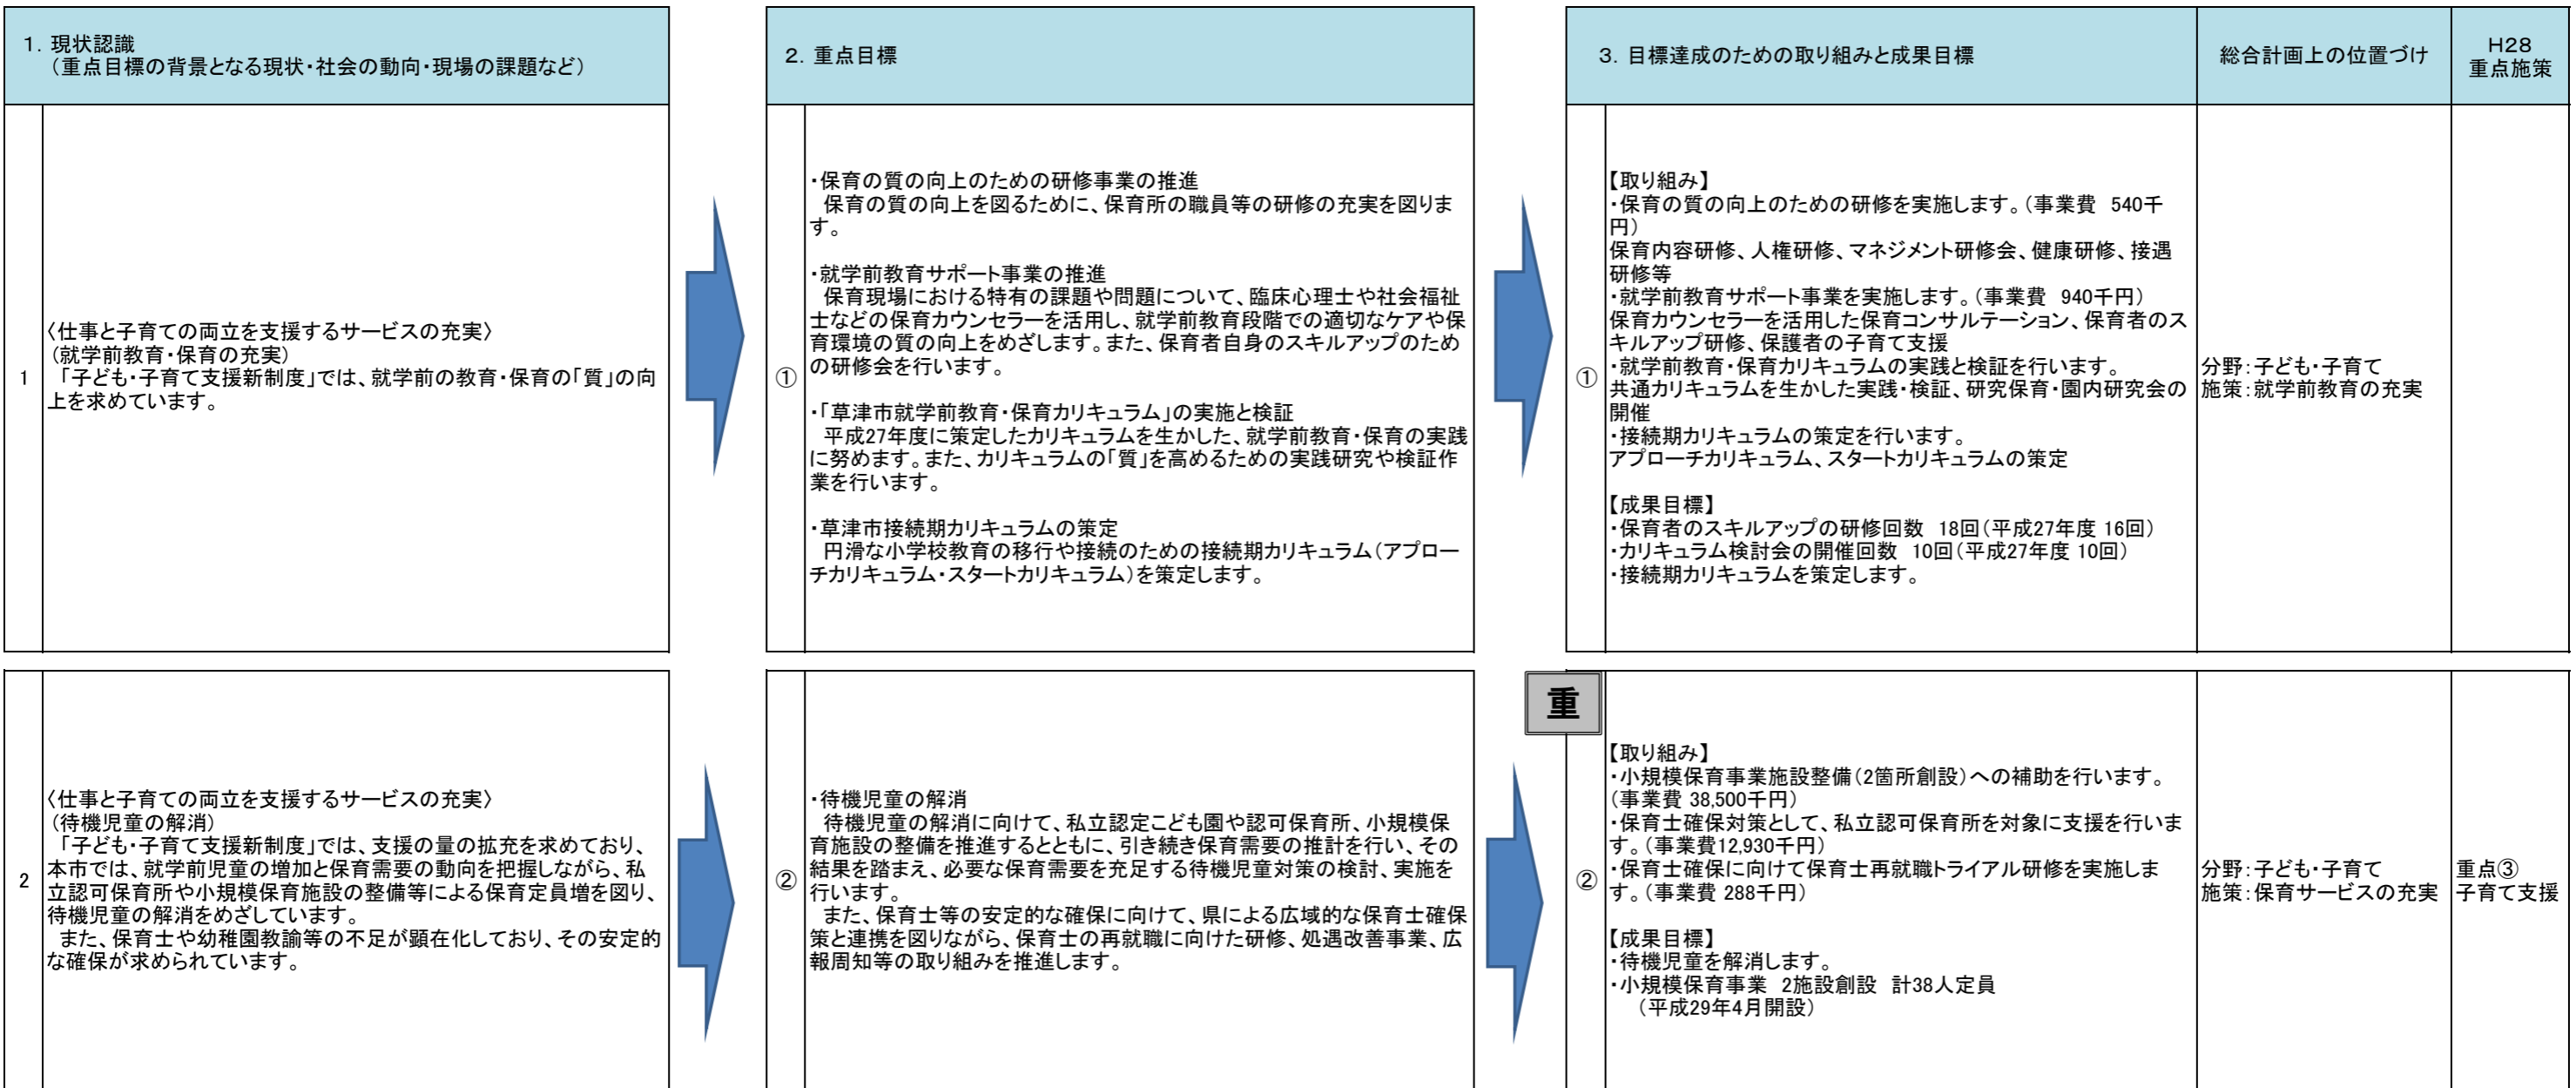 1．現状認識
（重点目標の背景となる現状・社会の動向・現場の課題など）
2．重点目標
3．目標達成のための取り組みと成果目標
総合計画上の位置づけ
H28
重点施策
1
〈仕事と子育ての両立を支援するサービスの充実〉
（就学前教育・保育の充実）
「子ども・子育て支援新制度」では、就学前の教育・保育の「質」の向
上を求めています。
①
・保育の質の向上のための研修事業の推進
保育の質の向上を図るために、保育所の職員等の研修の充実を図りま
す。
・就学前教育サポート事業の推進
保育現場における特有の課題や問題について、臨床心理士や社会福祉
士などの保育カウンセラーを活用し、就学前教育段階での適切なケアや保
育環境の質の向上をめざします。また、保育者自身のスキルアップのため
の研修会を行います。
・「草津市就学前教育・保育カリキュラム」の実施と検証
平成27年度に策定したカリキュラムを生かした、就学前教育・保育の実践
に努めます。また、カリキュラムの「質」を高めるための実践研究や検証作
業を行います。
・草津市接続期カリキュラムの策定
円滑な小学校教育の移行や接続のための接続期カリキュラム（アプロー
チカリキュラム・スタートカリキュラム）を策定します。
①
【取り組み】
・保育の質の向上のための研修を実施します。（事業費 540千
円）
保育内容研修、人権研修、マネジメント研修会、健康研修、接遇
研修等
・就学前教育サポート事業を実施します。（事業費 940千円）
保育カウンセラーを活用した保育コンサルテーション、保育者のス
キルアップ研修、保護者の子育て支援
・就学前教育・保育カリキュラムの実践と検証を行います。
共通カリキュラムを生かした実践・検証、研究保育・園内研究会の
開催
・接続期カリキュラムの策定を行います。
アプローチカリキュラム、スタートカリキュラムの策定
【成果目標】
・保育者のスキルアップの研修回数 18回（平成27年度 16回）
・カリキュラム検討会の開催回数 10回（平成27年度 10回）
・接続期カリキュラムを策定します。
分野：子ども・子育て
施策：就学前教育の充実
2
〈仕事と子育ての両立を支援するサービスの充実〉
（待機児童の解消）
「子ども・子育て支援新制度」では、支援の量の拡充を求めており、
本市では、就学前児童の増加と保育需要の動向を把握しながら、私
立認可保育所や小規模保育施設の整備等による保育定員増を図り、
待機児童の解消をめざしています。
また、保育士や幼稚園教諭等の不足が顕在化しており、その安定的
な確保が求められています。
②
・待機児童の解消
待機児童の解消に向けて、私立認定こども園や認可保育所、小規模保
育施設の整備を推進するとともに、引き続き保育需要の推計を行い、その
結果を踏まえ、必要な保育需要を充足する待機児童対策の検討、実施を
行います。
また、保育士等の安定的な確保に向けて、県による広域的な保育士確保
策と連携を図りながら、保育士の再就職に向けた研修、処遇改善事業、広
報周知等の取り組みを推進します。
重
②
【取り組み】
・小規模保育事業施設整備（2箇所創設）への補助を行います。
（事業費 38,500千円）
・保育士確保対策として、私立認可保育所を対象に支援を行いま
す。（事業費12,930千円）
・保育士確保に向けて保育士再就職トライアル研修を実施しま
す。（事業費 288千円）
【成果目標】
・待機児童を解消します。
・小規模保育事業 2施設創設 計38人定員
（平成29年4月開設）
分野：子ども・子育て
施策：保育サービスの充実
重点③
子育て支援